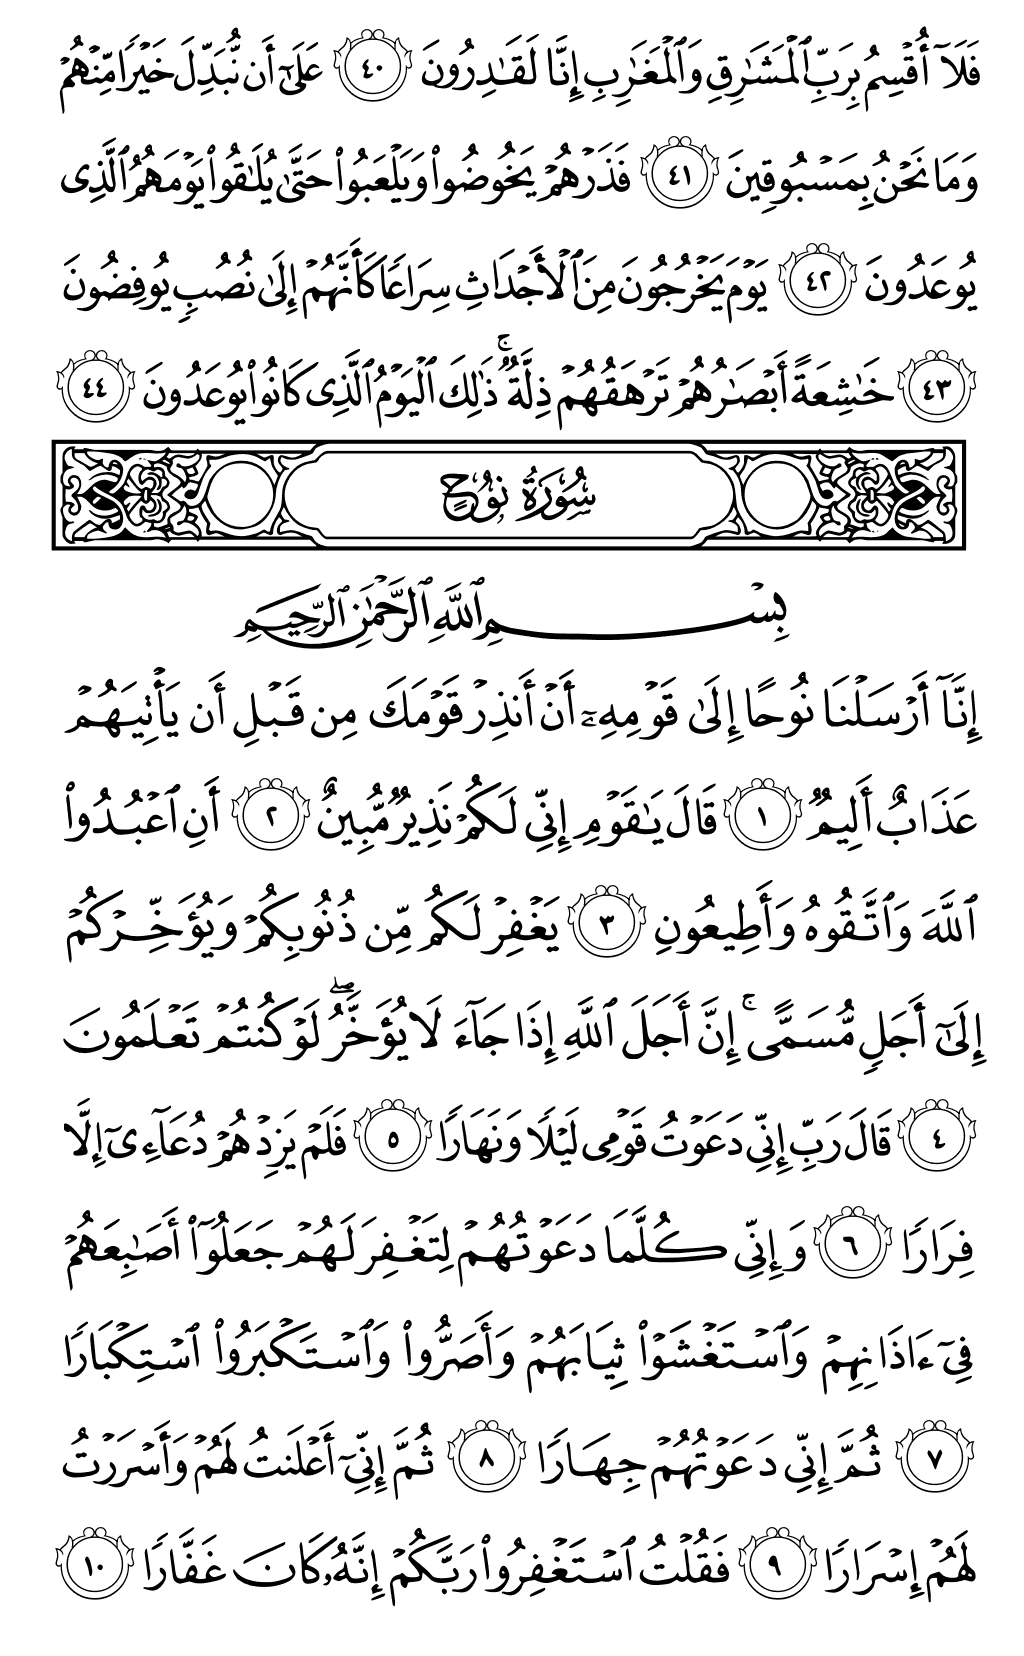 فَلَآ أُقْسِمُ بِرَبِّ ٱلْمَشَٰرِقِ وَٱلْمَغَٰرِبِ إِنَّا لَقَٰدِرُونَ ٤٠ عَلَىٰٓ أَن نُّبَدِّلَ خَيْرًا مِّنْهُمْ
وَمَا نَحْنُ بِمَسْبُوقِينَ ٤١ فَذَرْهُمْ يَخُوضُوا۟ وَيَلْعَبُوا۟ حَتَّىٰ يُلَٰقُوا۟ يَوْمَهُمُ ٱلَّذِى
يُوعَدُونَ ٤٢ يَوْمَ يَخْرُجُونَ مِنَ ٱلْأَجْدَاثِ سِرَاعًا كَأَنَّهُمْ إِلَىٰ نُصُبٍ يُوفِضُونَ
٤٣ خَٰشِعَةً أَبْصَٰرُهُمْ تَرْهَقُهُمْ ذِلَّةٌ ۚ ذَٰلِكَ ٱلْيَوْمُ ٱلَّذِى كَانُوا۟ يُوعَدُونَ ٤٤
سُورَةُ نُوحٍ
بِسْمِ ٱللَّهِ ٱلرَّحْمَٰنِ ٱلرَّحِيمِ
إِنَّآ أَرْسَلْنَا نُوحًا إِلَىٰ قَوْمِهِۦٓ أَنْ أَنذِرْ قَوْمَكَ مِن قَبْلِ أَن يَأْتِيَهُمْ
عَذَابٌ أَلِيمٌ ١ قَالَ يَٰقَوْمِ إِنِّى لَكُمْ نَذِيرٌ مُّبِينٌ ٢ أَنِ ٱعْبُدُوا۟
ٱللَّهَ وَٱتَّقُوهُ وَأَطِيعُونِ ٣ يَغْفِرْ لَكُم مِّن ذُنُوبِكُمْ وَيُؤَخِّرْكُمْ
إِلَىٰٓ أَجَلٍ مُّسَمًّى ۚ إِنَّ أَجَلَ ٱللَّهِ إِذَا جَآءَ لَا يُؤَخَّرُ ۖ لَوْ كُنتُمْ تَعْلَمُونَ
٤ قَالَ رَبِّ إِنِّى دَعَوْتُ قَوْمِى لَيْلًا وَنَهَارًا ٥ فَلَمْ يَزِدْهُمْ دُعَآءِىٓ إِلَّا
فِرَارًا ٦ وَإِنِّى كُلَّمَا دَعَوْتُهُمْ لِتَغْفِرَ لَهُمْ جَعَلُوٓا۟ أَصَٰبِعَهُمْ
فِىٓ ءَاذَانِهِمْ وَٱسْتَغْشَوْا۟ ثِيَابَهُمْ وَأَصَرُّوا۟ وَٱسْتَكْبَرُوا۟ ٱسْتِكْبَارًا
٧ ثُمَّ إِنِّى دَعَوْتُهُمْ جِهَارًا ٨ ثُمَّ إِنِّىٓ أَعْلَنتُ لَهُمْ وَأَسْرَرْتُ
لَهُمْ إِسْرَارًا ٩ فَقُلْتُ ٱسْتَغْفِرُوا۟ رَبَّكُمْ إِنَّهُۥ كَانَ غَفَّارًا ١٠